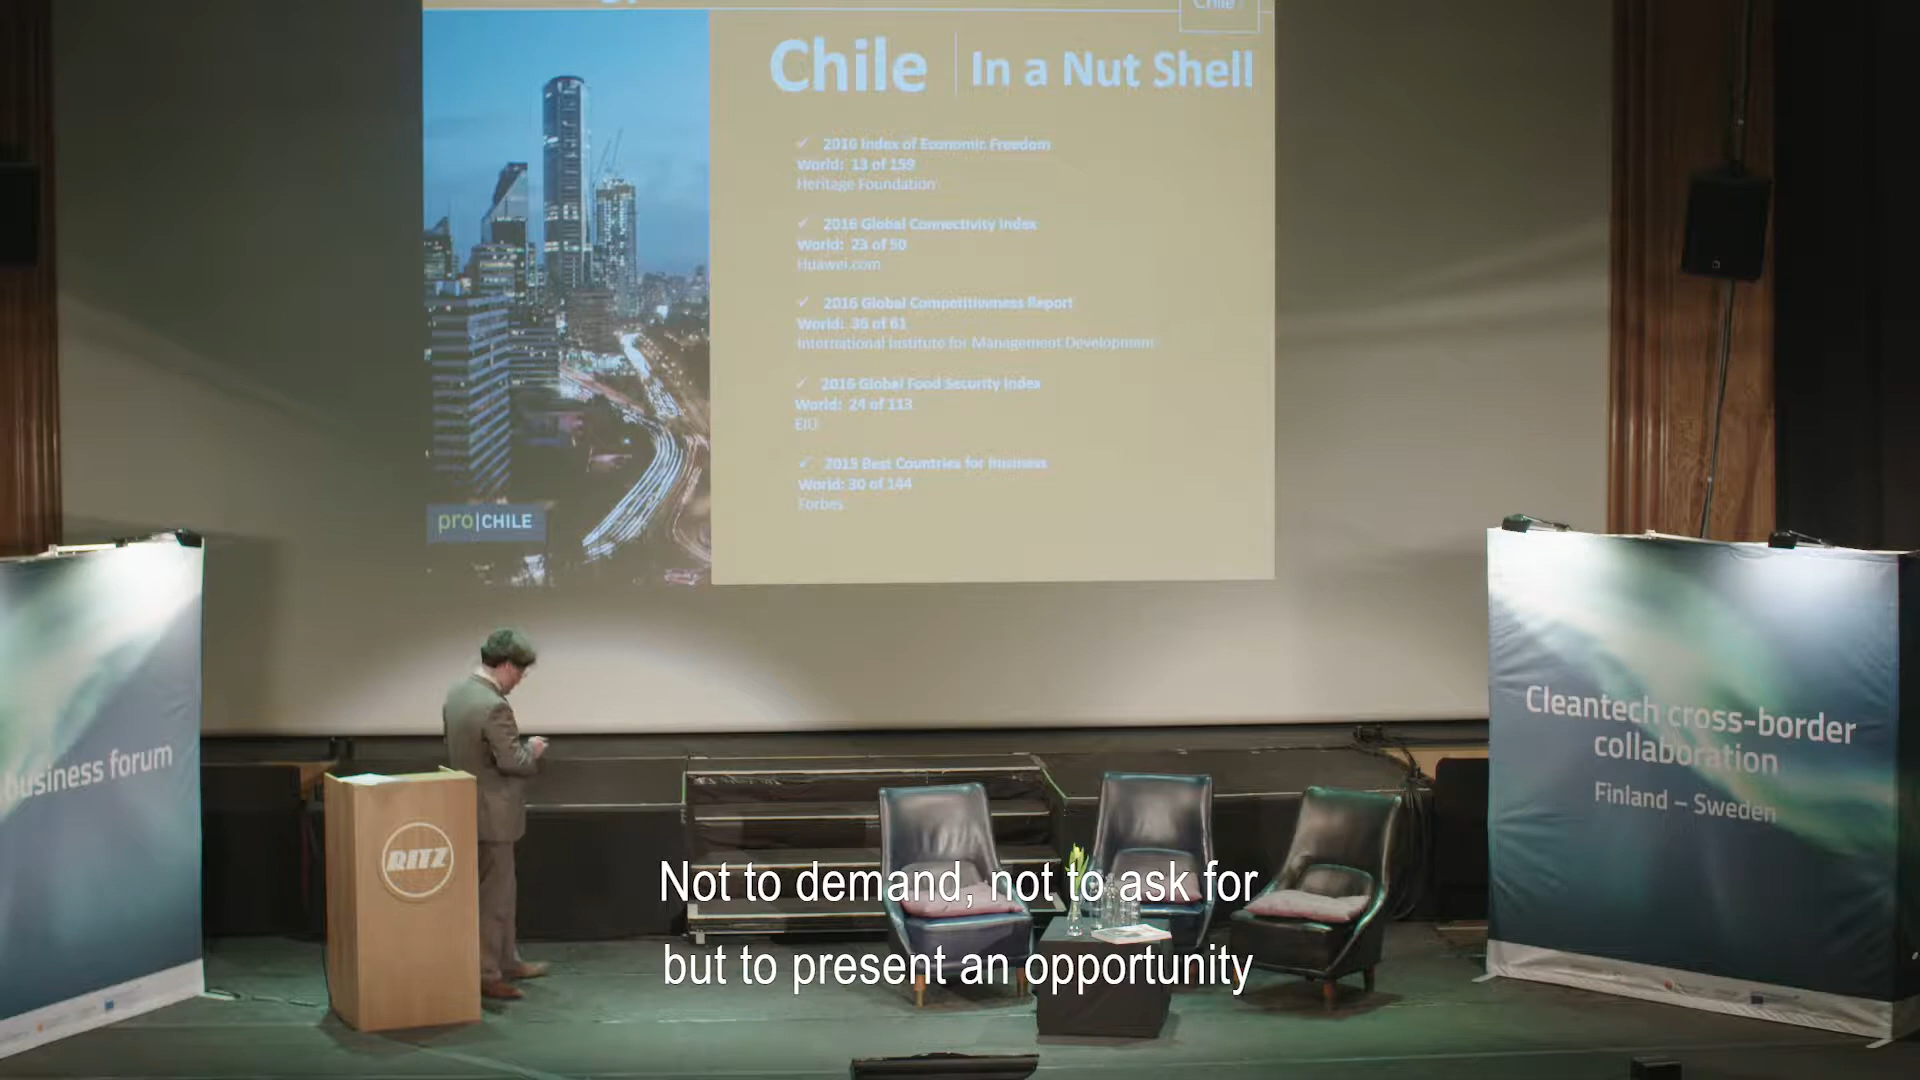 Chile
Chile
In a Nut Shell
✓ 2016 Index of Economic Freedom
World: 13 of 159
Heritage Foundation
✓ 2016 Global Connectivity Index
World: 23 of 50
Huawei.com
✓ 2016 Global Competitivness Report
World: 36 of 61
International Institute for Management Development
✓ 2016 Global Food Security Index
World: 24 of 113
EIU
✓ 2015 Best Countries for Business
World: 30 of 144
Forbes
pro|CHILE
business forum
RITZ
Cleantech cross-border
collaboration
Finland – Sweden
Not to demand, not to ask for
but to present an opportunity